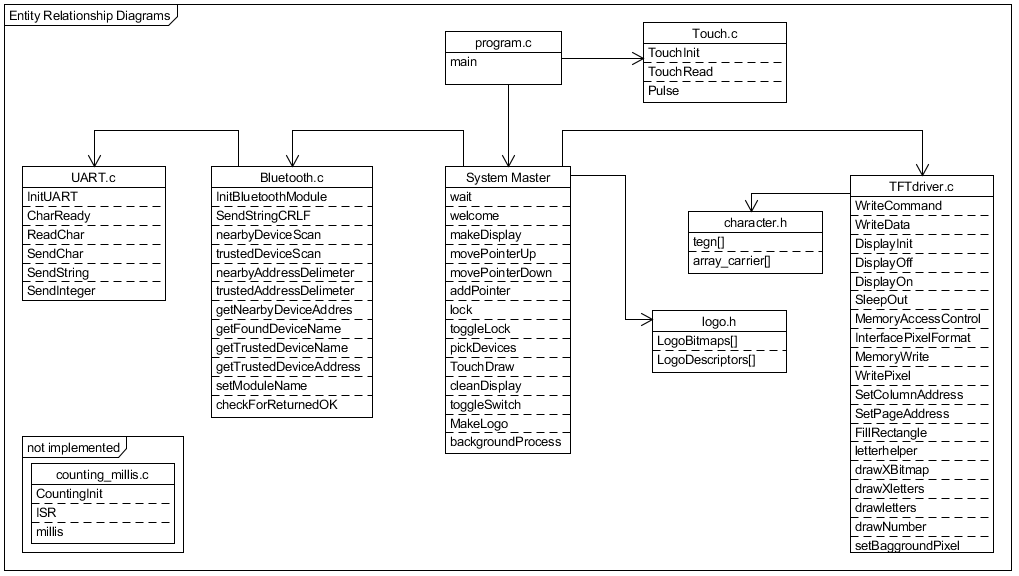 Entity Relationship Diagrams
program.c
main
Touch.c
TouchInit
TouchRead
Pulse
UART.c
InitUART
CharReady
ReadChar
SendChar
SendString
SendInteger
Bluetooth.c
InitBluetoothModule
SendStringCRLF
nearbyDeviceScan
trustedDeviceScan
nearbyAddressDelimeter
trustedAddressDelimeter
getNearbyDeviceAddres
getFoundDeviceName
getTrustedDeviceName
getTrustedDeviceAddress
setModuleName
checkForReturnedOK
System Master
wait
welcome
makeDisplay
movePointerUp
movePointerDown
addPointer
lock
toggleLock
pickDevices
TouchDraw
cleanDisplay
toggleSwitch
MakeLogo
backgroundProcess
character.h
tegn[]
array_carrier[]
logo.h
LogoBitmaps[]
LogoDescriptors[]
TFTdriver.c
WriteCommand
WriteData
DisplayInit
DisplayOff
DisplayOn
SleepOut
MemoryAccessControl
InterfacePixelFormat
MemoryWrite
WritePixel
SetColumnAddress
SetPageAddress
FillRectangle
letterhelper
drawXBitmap
drawXletters
drawletters
drawNumber
setBaggroundPixel
not implemented
counting_millis.c
CountingInit
ISR
millis